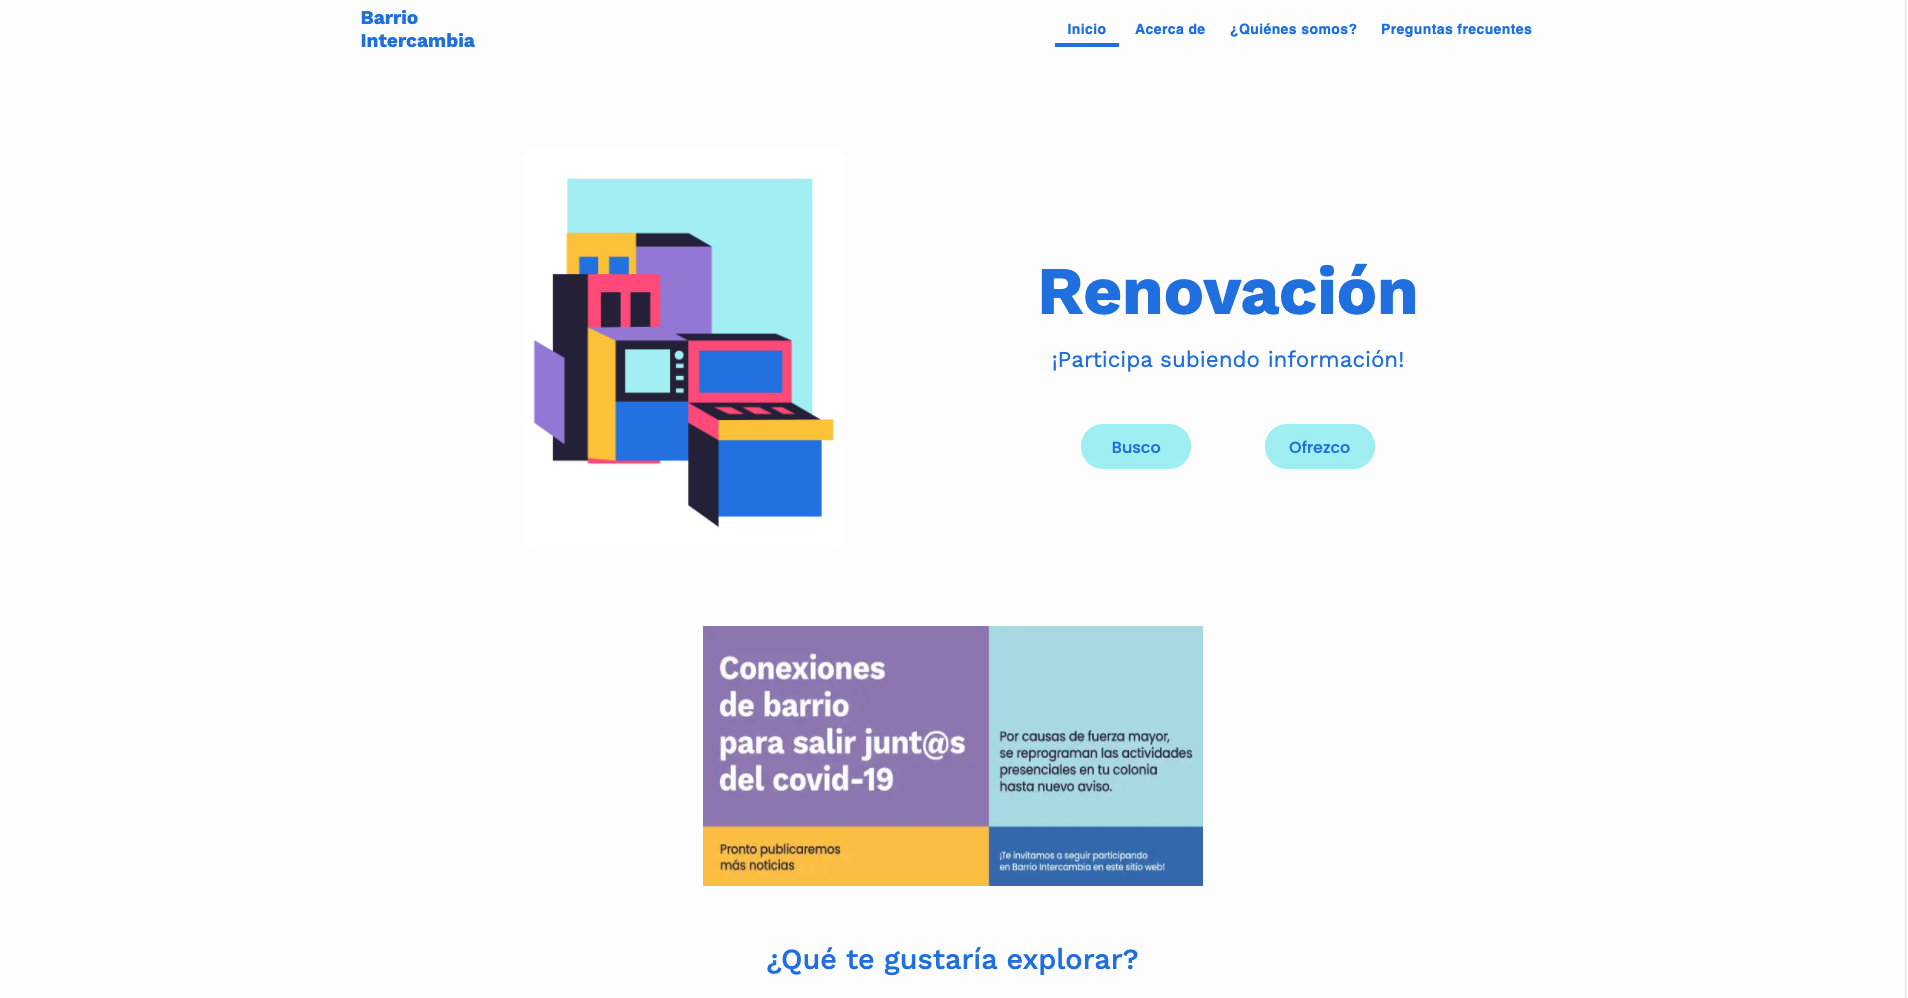 Barrio
Intercambia
Inicio
Acerca de
¿Quiénes somos?
Preguntas frecuentes
Renovación
¡Participa subiendo información!
Busco
Ofrezco
Conexiones
de barrio
para salir junt@s
del covid-19
Por causas de fuerza mayor,
se reprograman las actividades
presenciales en tu colonia
hasta nuevo aviso.
Pronto publicaremos
más noticias
¡Te invitamos a seguir participando
en Barrio Intercambia en este sitio web!
¿Qué te gustaría explorar?